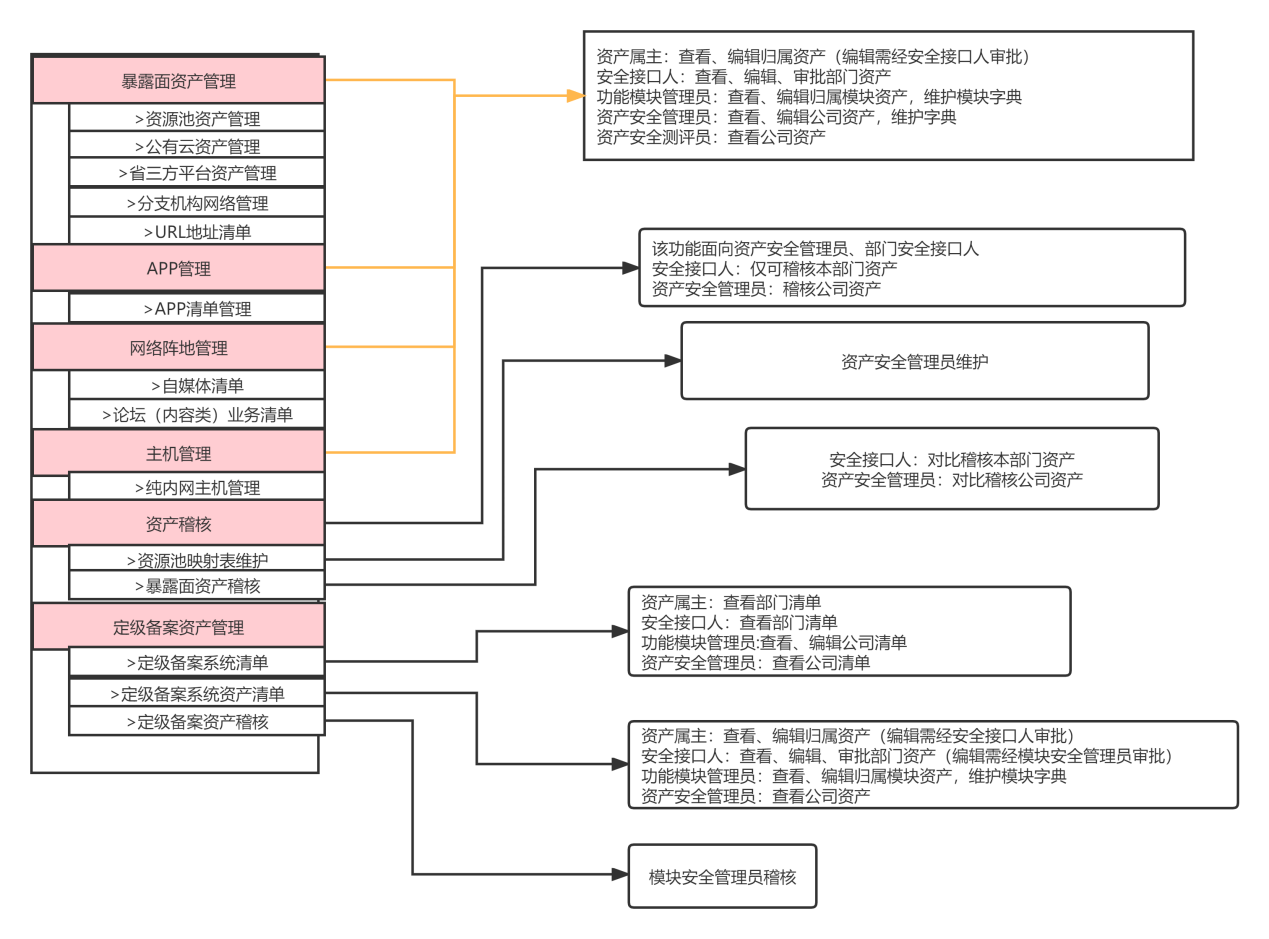 暴露面资产管理
>资源池资产管理
>公有云资产管理
>省三方平台资产管理
>分支机构网络管理
>URL地址清单
APP管理
>APP清单管理
网络阵地管理
>自媒体清单
>论坛（内容类）业务清单
主机管理
>纯内网主机管理
资产稽核
>资源池映射表维护
>暴露面资产稽核
定级备案资产管理
>定级备案系统清单
>定级备案系统资产清单
>定级备案资产稽核
资产属主：查看、编辑归属资产（编辑需经安全接口人审批）
安全接口人：查看、编辑、审批部门资产
功能模块管理员：查看、编辑归属模块资产，维护模块字典
资产安全管理员：查看、编辑公司资产，维护字典
资产安全测评员：查看公司资产
该功能面向资产安全管理员、部门安全接口人
安全接口人：仅可稽核本部门资产
资产安全管理员：稽核公司资产
资产安全管理员维护
安全接口人：对比稽核本部门资产
资产安全管理员：对比稽核公司资产
资产属主：查看部门清单
安全接口人：查看部门清单
功能模块管理员:查看、编辑公司清单
资产安全管理员：查看公司清单
资产属主：查看、编辑归属资产（编辑需经安全接口人审批）
安全接口人：查看、编辑、审批部门资产（编辑需经模块安全管理员审批）
功能模块管理员：查看、编辑归属模块资产，维护模块字典
资产安全管理员：查看公司资产
模块安全管理员稽核